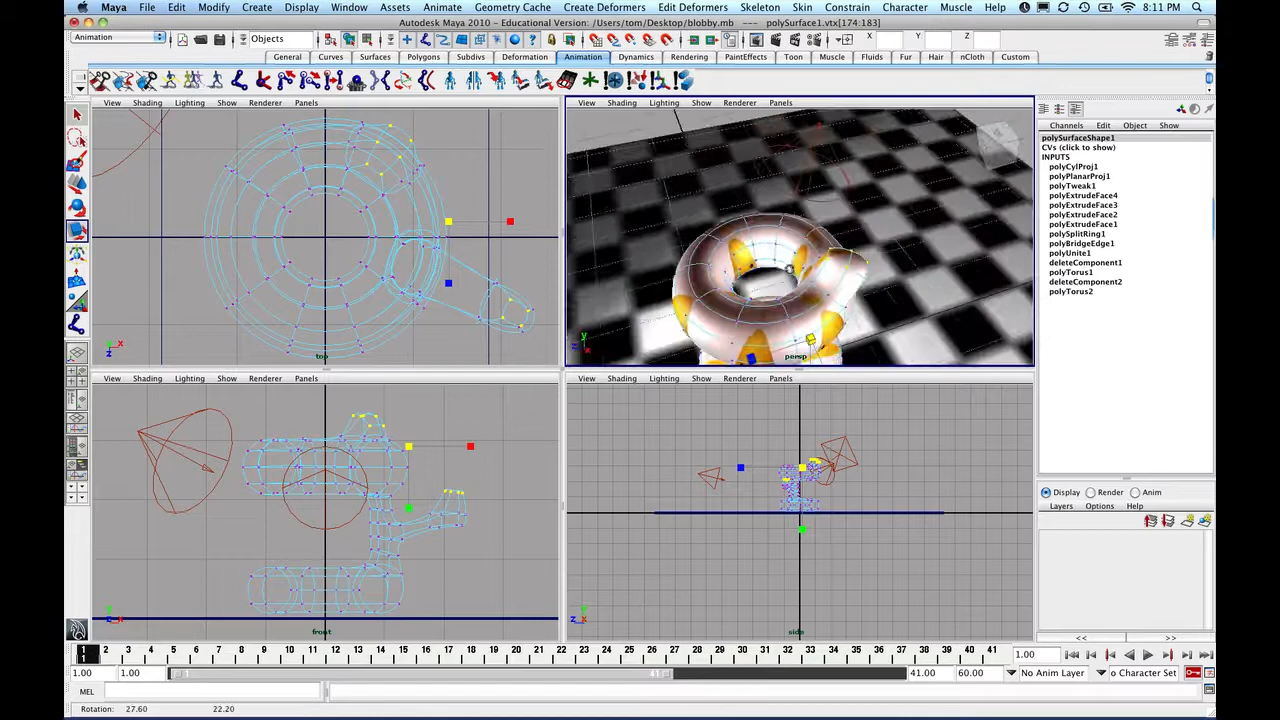 Maya File Edit Modify Create Display Window Assets Animate Geometry Cache Create Deformers Edit Deformers Skeleton Skin Constrain Character Muscle Help 8:11 PM
Autodesk Maya 2010 - Educational Version: /Users/tom/Desktop/blobby.mb --- polySurface1.vtx[174:183]
Animation Objects X Y Z
General Curves Surfaces Polygons Subdivs Deformation Animation Dynamics Rendering PaintEffects Toon Muscle Fluids Fur Hair nCloth Custom
View Shading Lighting Show Renderer Panels
View Shading Lighting Show Renderer Panels
Channels Edit Object Show
polySurfaceShape1
CVs (click to show)
INPUTS
polyCylProj1
polyPlanarProj1
polyTweak1
polyExtrudeFace4
polyExtrudeFace3
polyExtrudeFace2
polyExtrudeFace1
polySplitRing1
polyBridgeEdge1
polyUnite1
deleteComponent1
polyTorus1
deleteComponent2
polyTorus2
top
persp
View Shading Lighting Show Renderer Panels
View Shading Lighting Show Renderer Panels
front
side
Display Render Anim
Layers Options Help
<< >>
1 2 3 4 5 6 7 8 9 10 11 12 13 14 15 16 17 18 19 20 21 22 23 24 25 26 27 28 29 30 31 32 33 34 35 36 37 38 39 40 41
1 1.00
1.00 1.00 1 41 41.00 60.00 No Anim Layer o Character Set
MEL
Rotation: 27.60 22.20